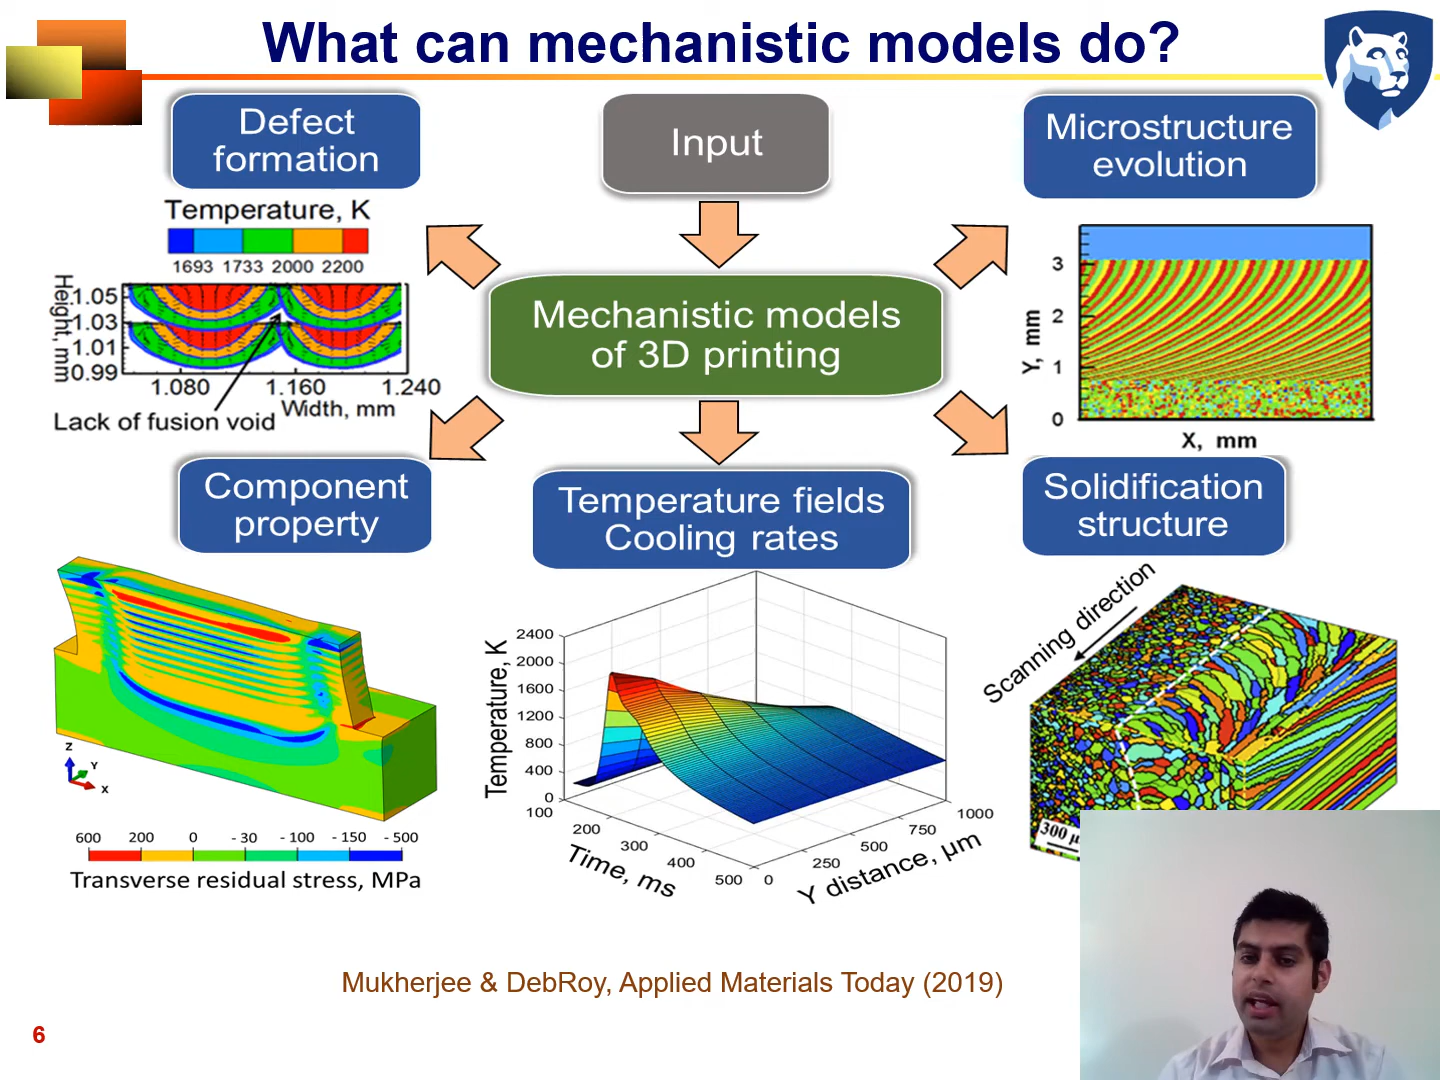 What can mechanistic models do?
Defect
formation
Input
Microstructure
evolution
Temperature, K
1693 1733 2000 2200
Height, mm
1.05
1.03
1.01
0.99
1.080 1.160 1.240
Width, mm
Lack of fusion void
Mechanistic models
of 3D printing
Y, mm
3
2
1
0
X, mm
Component
property
Temperature fields
Cooling rates
Solidification
structure
Z
Y
X
600 200 0 -30 -100 -150 -500
Transverse residual stress, MPa
Temperature, K
2400
2000
1600
1200
800
400
0
100
200
300
400
500
Time, ms
0
250
500
750
1000
Y distance, µm
Scanning direction
300
Mukherjee & DebRoy, Applied Materials Today (2019)
6